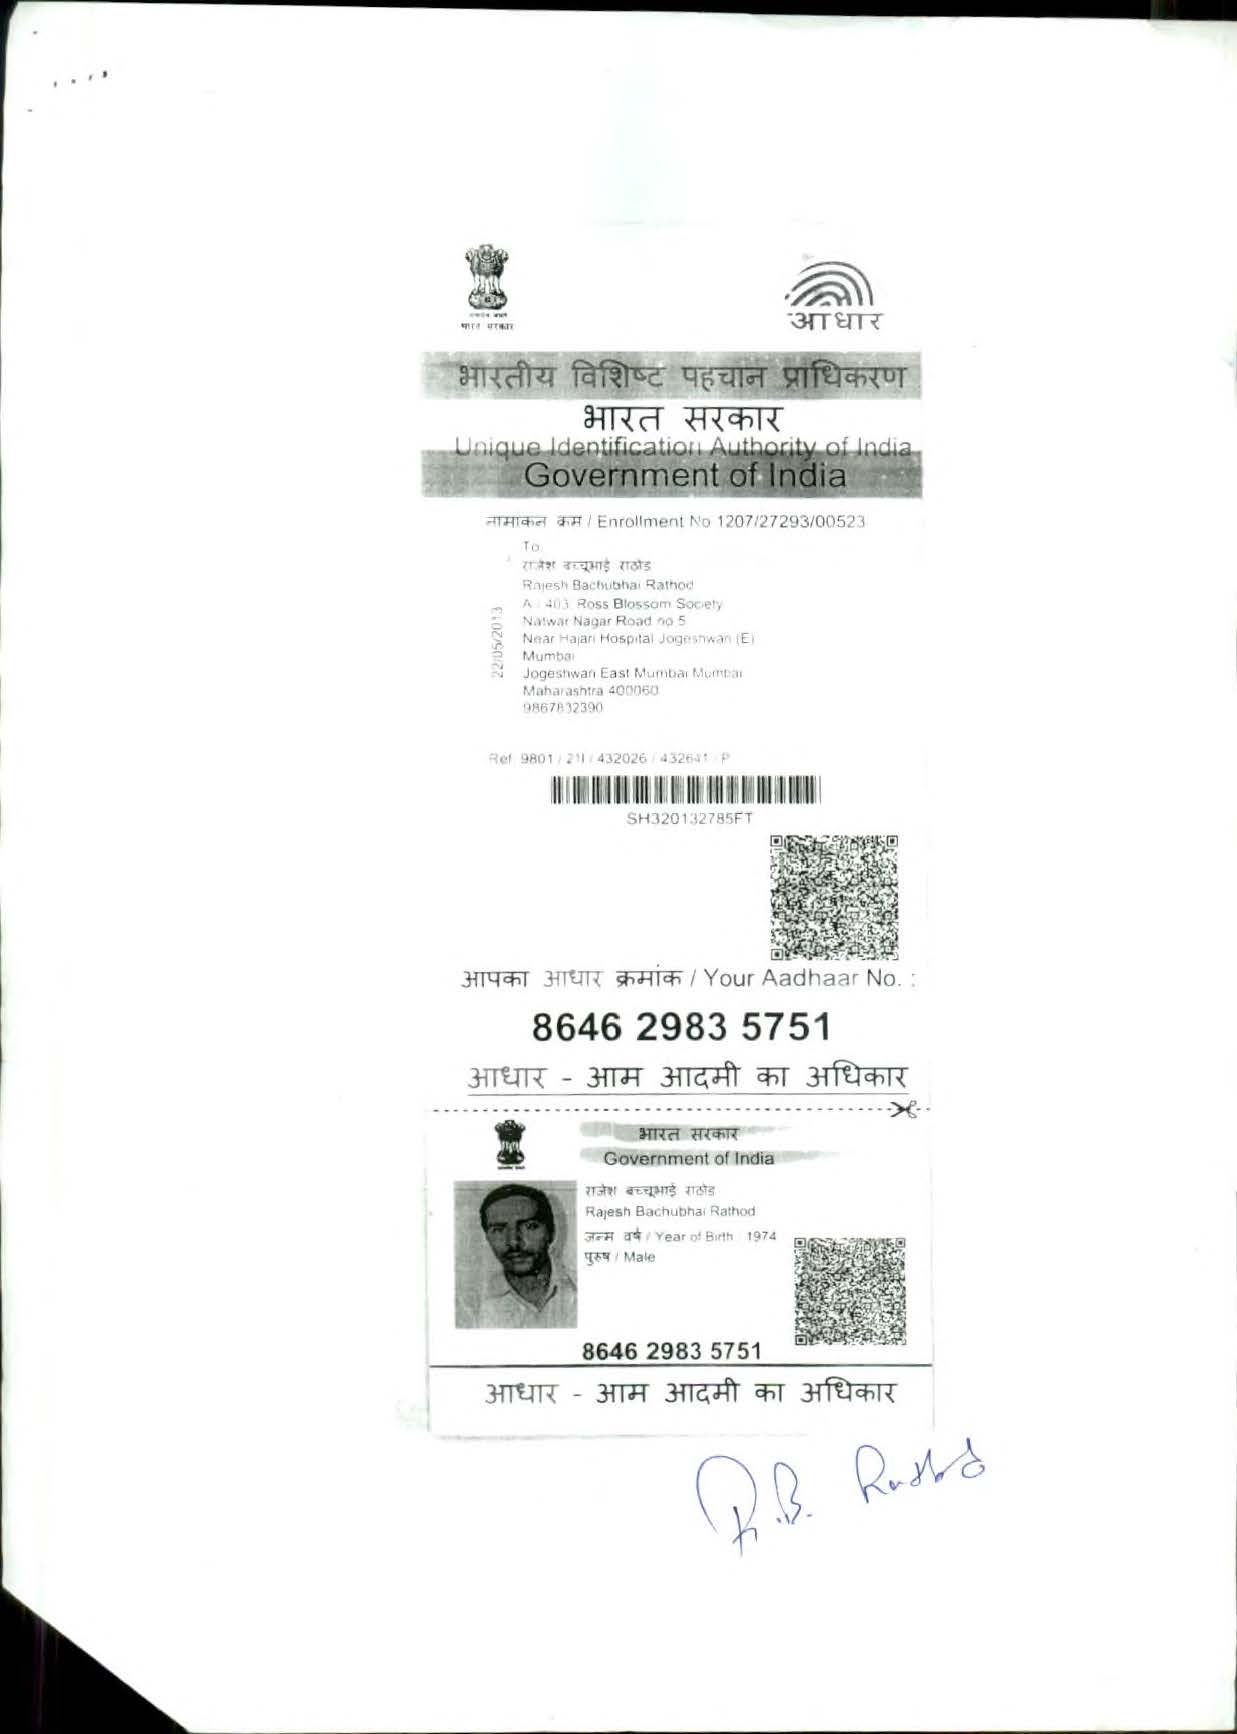 भारत सरकार
आधार
भारतीय विशिष्ट पहचान प्राधिकरण
भारत सरकार
Unique Identification Authority of India
Government of India
नामांकन क्रम / Enrollment No 1207/27293/00523
To,
राजेश बच्चूभाई राठोड
Rajesh Bachubhai Rathod
A / 403, Ross Blossom Society
Natwar Nagar Road no 5
Near Hajari Hospital Jogeshwari (E)
Mumbai
Jogeshwari East Mumbai Mumbai
Maharashtra 400060
9867832390
22/05/2013
Ref: 9801 / 21I / 432026 / 432641 / P
SH320132785FT
आपका आधार क्रमांक / Your Aadhaar No. :
8646 2983 5751
आधार - आम आदमी का अधिकार
भारत सरकार
Government of India
राजेश बच्चूभाई राठोड
Rajesh Bachubhai Rathod
जन्म वर्ष / Year of Birth : 1974
पुरुष / Male
8646 2983 5751
आधार - आम आदमी का अधिकार
R.B. Rathod